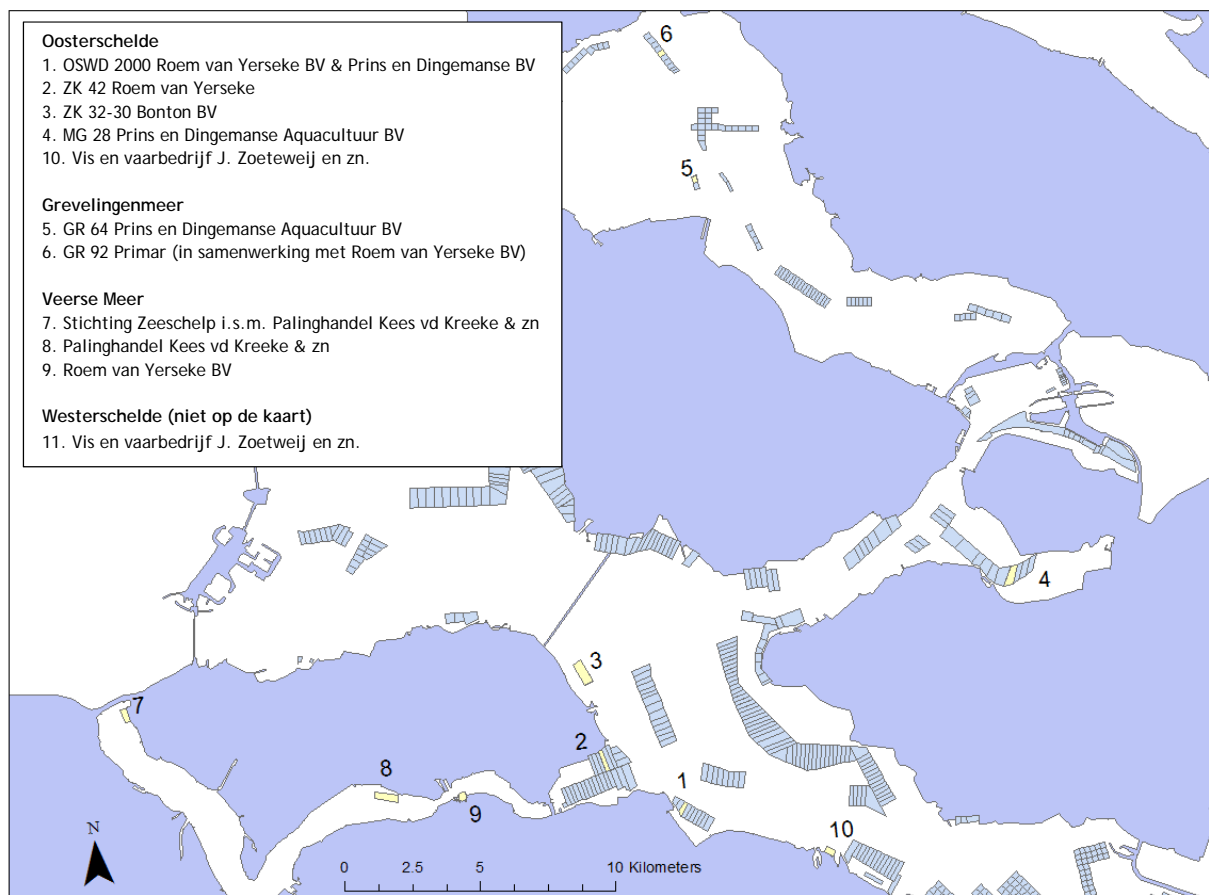 Oosterschelde
1. OSWD 2000 Roem van Yerseke BV & Prins en Dingemanse BV
2. ZK 42 Roem van Yerseke
3. ZK 32-30 Bonton BV
4. MG 28 Prins en Dingemanse Aquacultuur BV
10. Vis en vaarbedrijf J. Zoeteweij en zn.
Grevelingenmeer
5. GR 64 Prins en Dingemanse Aquacultuur BV
6. GR 92 Primar (in samenwerking met Roem van Yerseke BV)
Veerse Meer
7. Stichting Zeeschelp i.s.m. Palinghandel Kees vd Kreeke & zn
8. Palinghandel Kees vd Kreeke & zn
9. Roem van Yerseke BV
Westerschelde (niet op de kaart)
11. Vis en vaarbedrijf J. Zoetweij en zn.
6
5
4
3
7
2
8
1
9
10
N
0 2.5 5 10 Kilometers